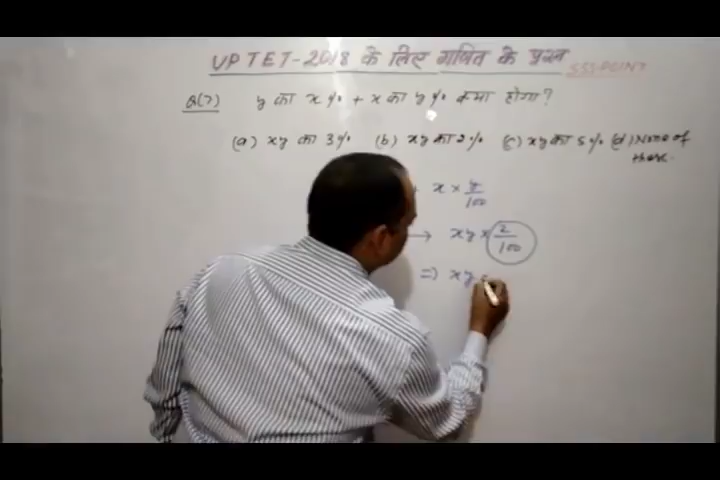 UPTET-2018 के लिए गणित के प्रश्न SSS POINT
Q(7) y का x% + x का y% क्या होगा?
(a) xy का 3% (b) xy का 2% (c) xy का 5% (d) None of these.
+ x × y/100
→ xy × 2/100
⇒ xy